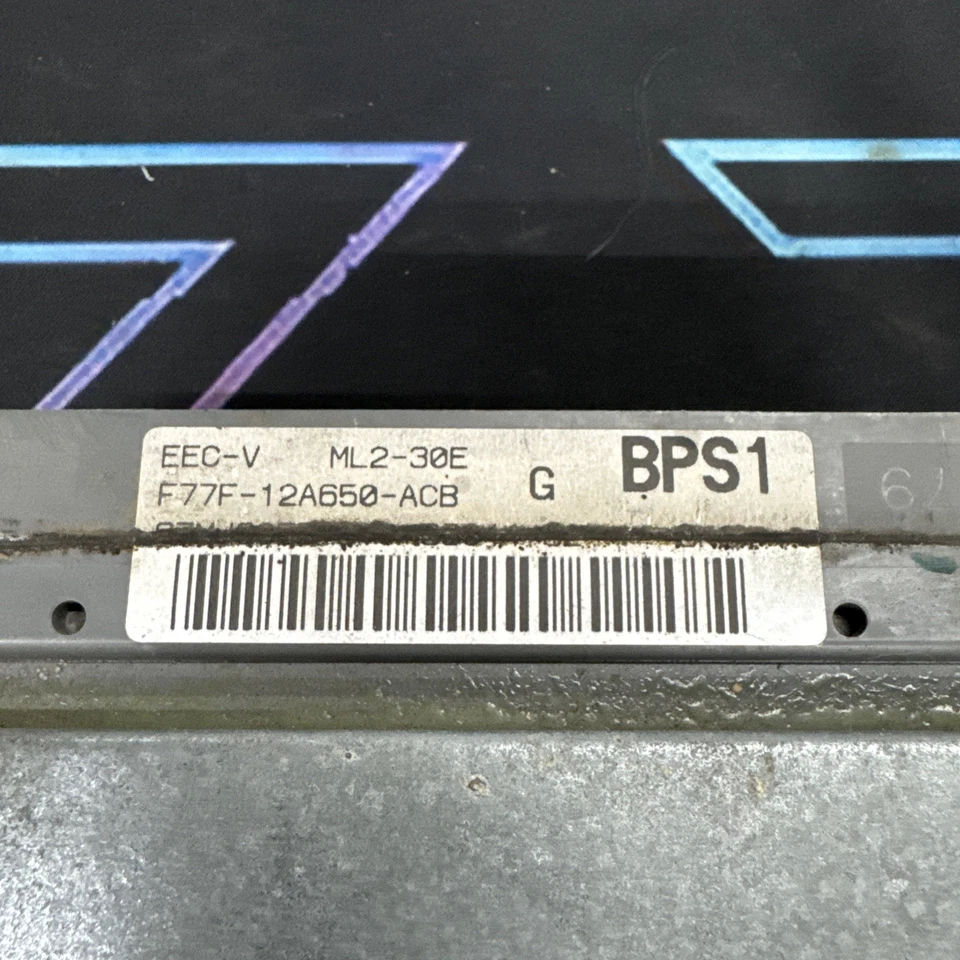 EEC-V ML2-30E
F77F-12A650-ACB
G
BPS1